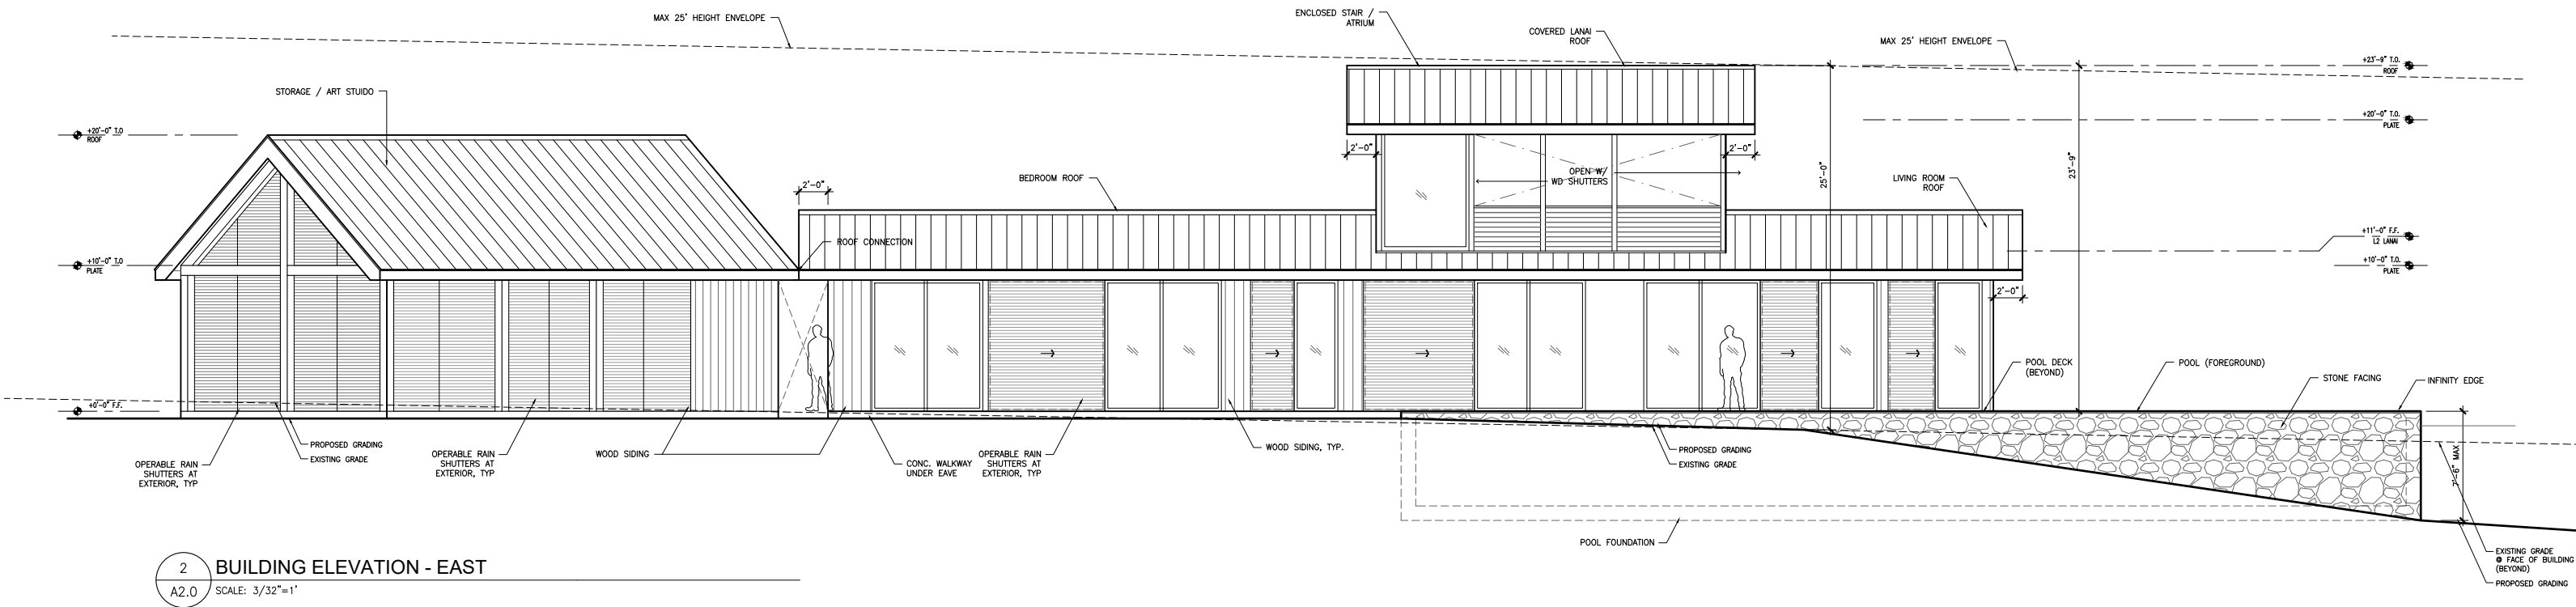 MAX 25' HEIGHT ENVELOPE
ENCLOSED STAIR /
ATRIUM
COVERED LANAI
ROOF
MAX 25' HEIGHT ENVELOPE
+23'-9" T.O.
ROOF
STORAGE / ART STUIDO
+20'-0" T.O
ROOF
+20'-0" T.O.
PLATE
2'-0"
2'-0"
OPEN W/
WD SHUTTERS
25'-0"
23'-9"
2'-0"
BEDROOM ROOF
LIVING ROOM
ROOF
ROOF CONNECTION
+11'-0" F.F.
L2 LANAI
+10'-0" T.O
PLATE
+10'-0" T.O.
PLATE
2'-0"
POOL DECK
(BEYOND)
POOL (FOREGROUND)
STONE FACING
INFINITY EDGE
+0'-0" F.F.
PROPOSED GRADING
EXISTING GRADE
OPERABLE RAIN
SHUTTERS AT
EXTERIOR, TYP
OPERABLE RAIN
SHUTTERS AT
EXTERIOR, TYP
WOOD SIDING
CONC. WALKWAY
UNDER EAVE
OPERABLE RAIN
SHUTTERS AT
EXTERIOR, TYP
WOOD SIDING, TYP.
PROPOSED GRADING
EXISTING GRADE
7'-6" MAX
POOL FOUNDATION
EXISTING GRADE
@ FACE OF BUILDING
(BEYOND)
PROPOSED GRADING
2
A2.0
BUILDING ELEVATION - EAST
SCALE: 3/32"=1'